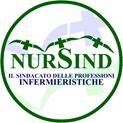 NURSIND
IL SINDACATO DELLE PROFESSIONI
INFERMIERISTICHE